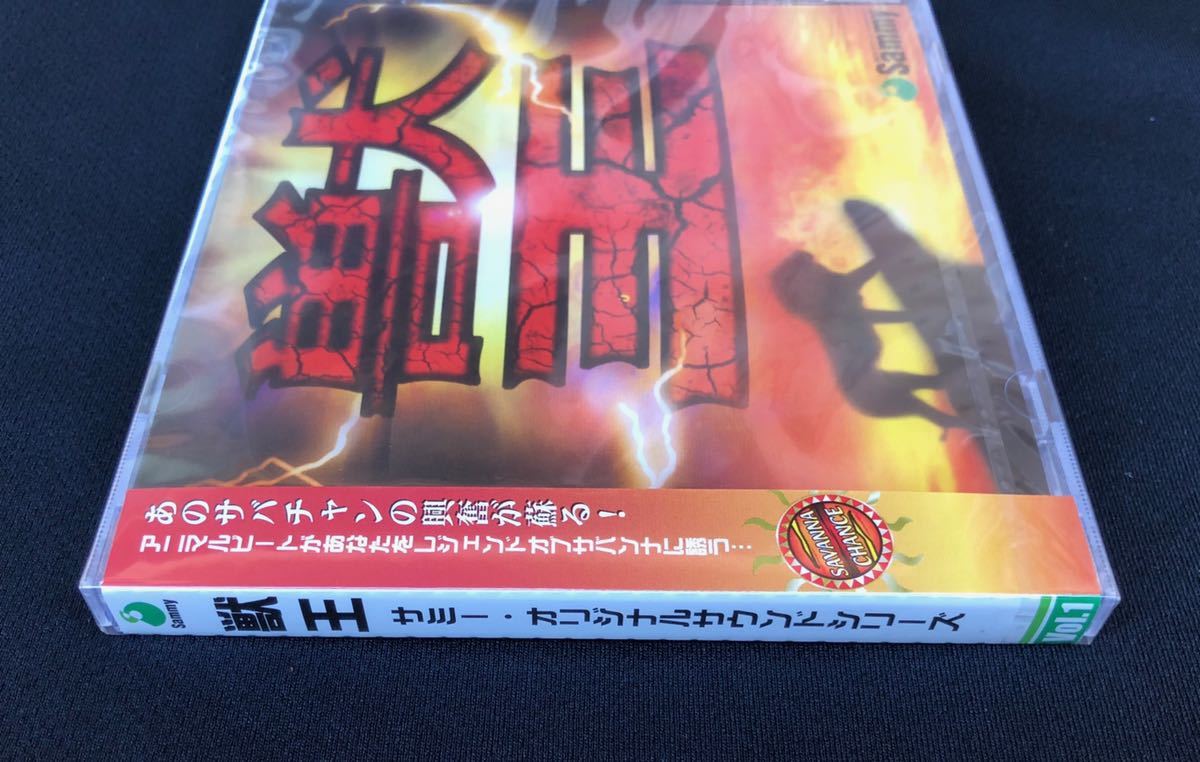 獣王
Sammy
あのサバチャンの興奮が蘇る!
アニマルビートがあなたをレジェンドオブサバンナに誘う…
SAVANNA
CHANCE
Sammy
獣王 サミー・オリジナルサウンドシリーズ
Vol.1